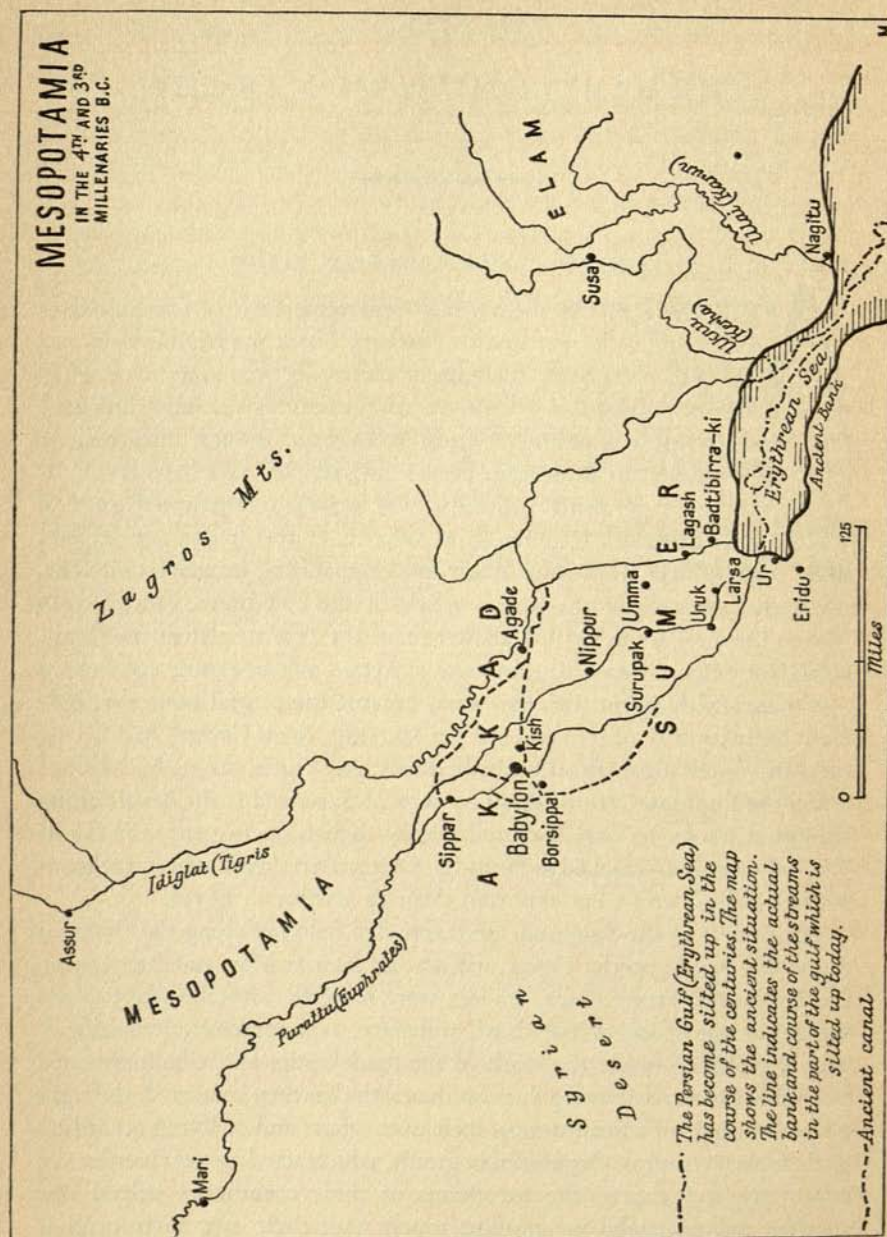 MESOPOTAMIA
IN THE 4TH AND 3RD
MILLENARIES B.C.
Assur
Idiglat (Tigris
MESOPOTAMIA
Mari
Purattu (Euphrates)
Zagros Mts.
ELAM
Susa
Uknu
(Kerka)
Ulai (Karun)
Nagitu
AKKAD
Agade
Sippar
Babylon
Kish
Borsippa
Nippur
SUMER
Surupak
Umma
Lagash
Badtibirra-ki
Uruk
Larsa
Ur
Eridu
Erythrean Sea
Ancient Bank
Syrian
Desert
The Persian Gulf (Erythrean Sea)
has become silted up in the
course of the centuries. The map
shows the ancient situation.
The line indicates the actual
bank and course of the streams
in the part of the gulf which is
silted up today.
Ancient canal
0 125
Miles